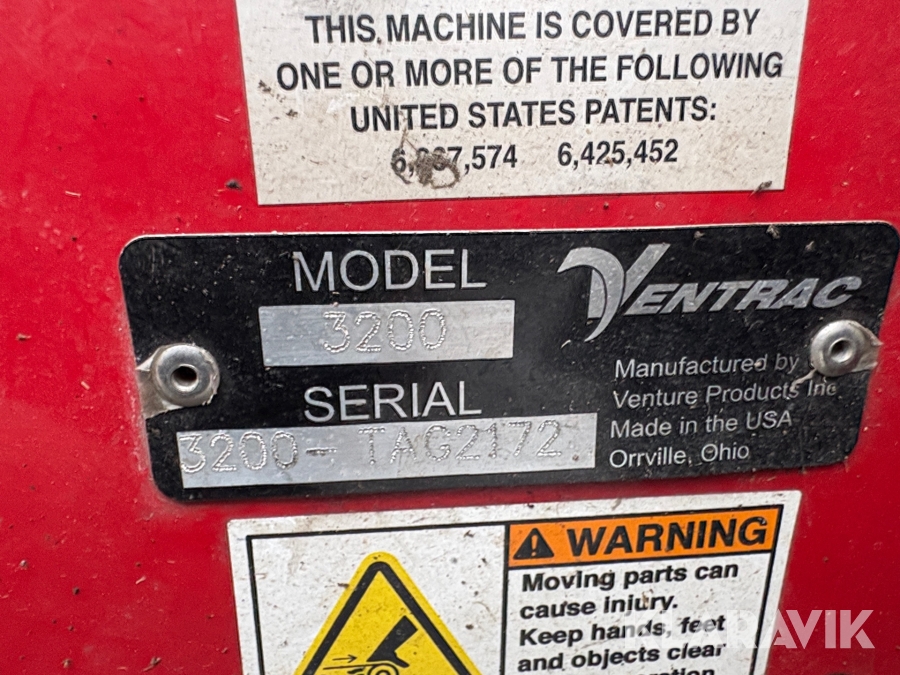 THIS MACHINE IS COVERED BY
ONE OR MORE OF THE FOLLOWING
UNITED STATES PATENTS:
6,425,452
MODEL
3200
SERIAL
3200-TAG2172
VENTRAC
Manufactured by
Venture Products Inc
Made in the USA
Orrville, Ohio
WARNING
Moving parts can
cause injury.
Keep hands, feet
and objects clear